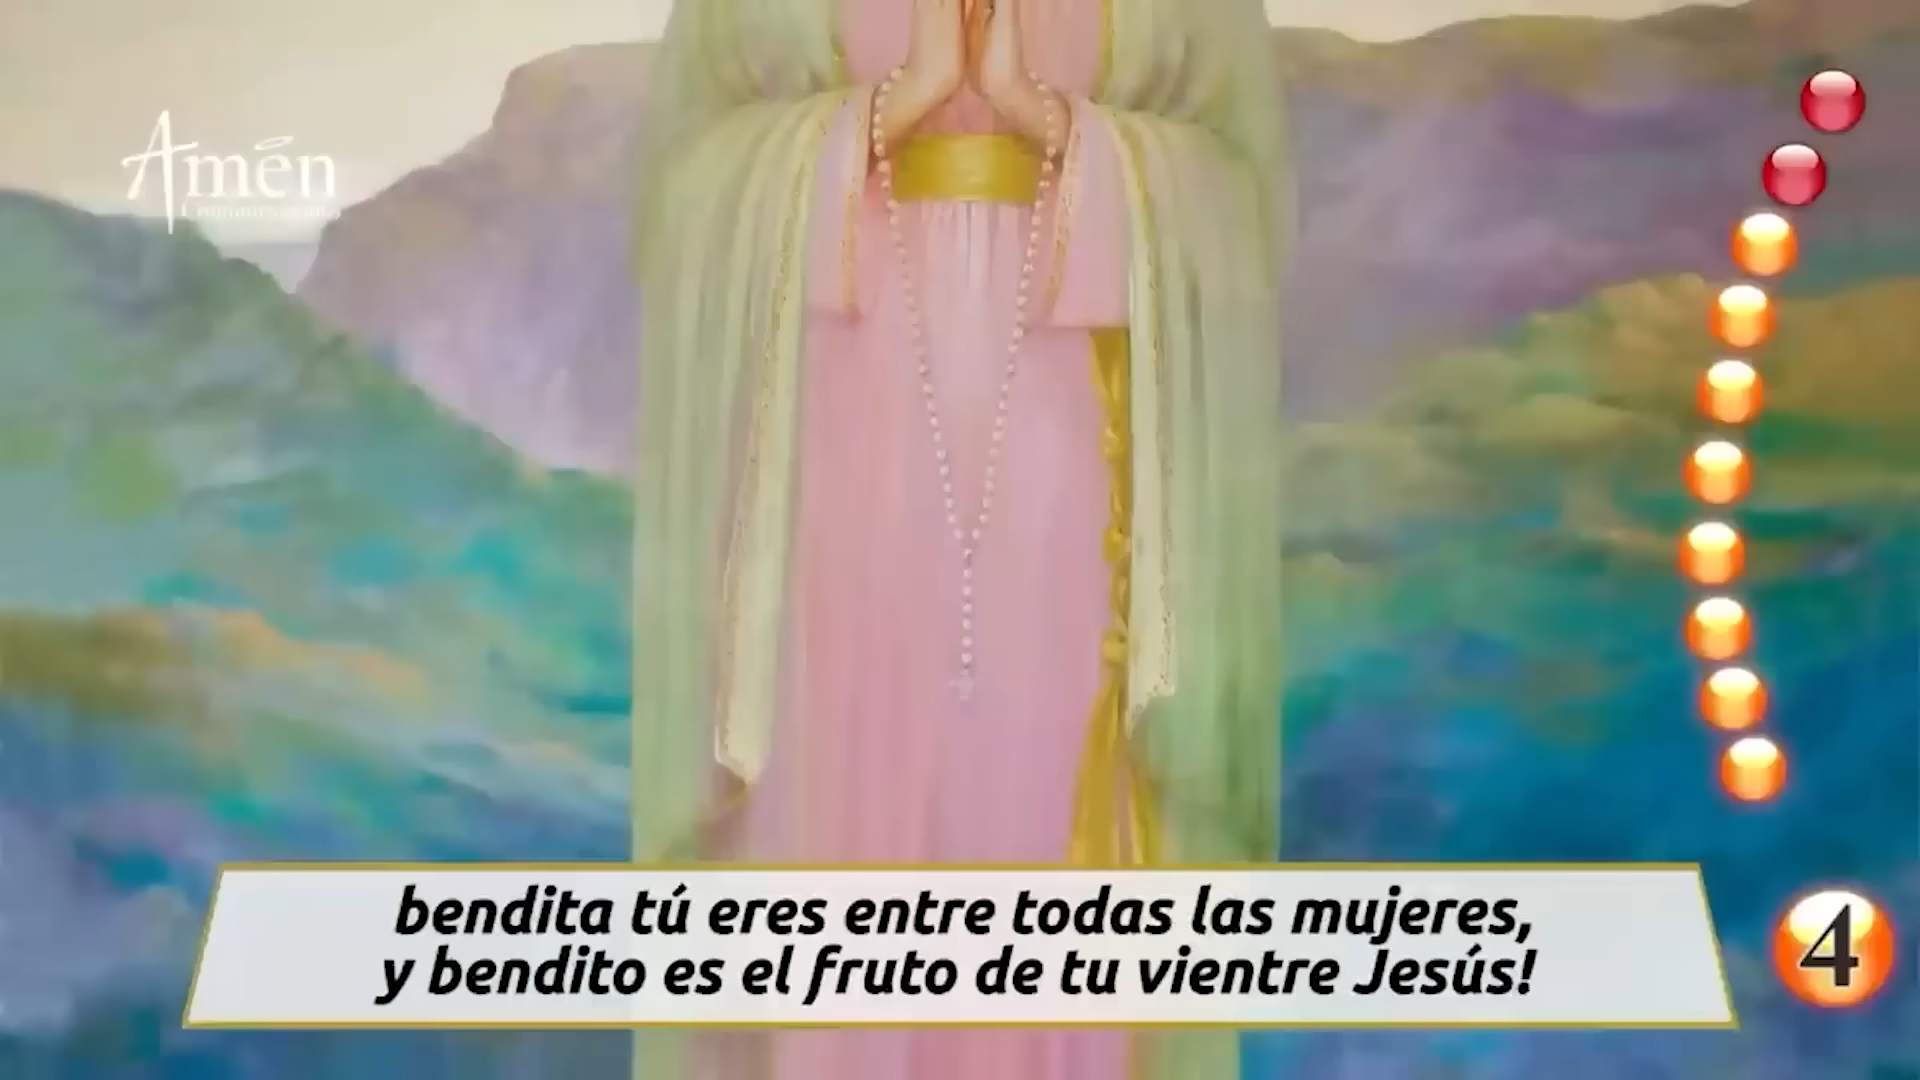 Amén
bendita tú eres entre todas las mujeres,
y bendito es el fruto de tu vientre Jesús!
4